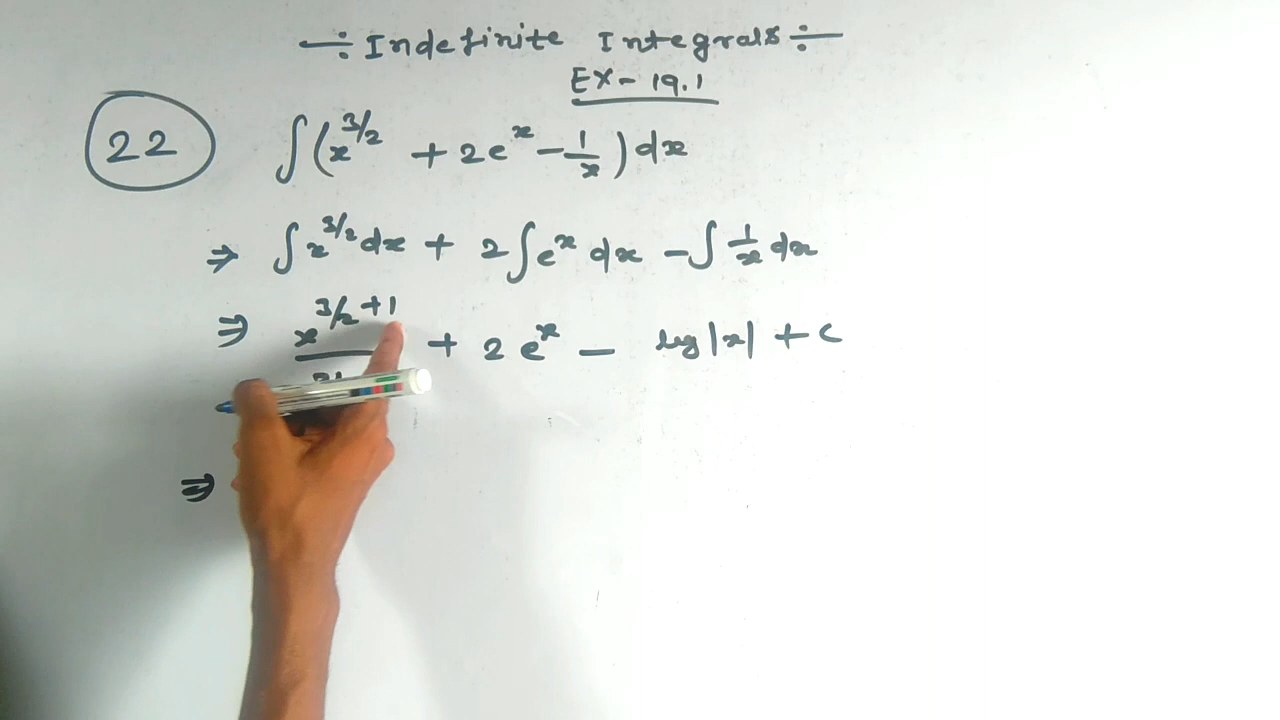 ÷ Indefinite Integrals ÷
EX- 19.1
22 ∫(x^3/2 + 2e^x - 1/x) dx
⇒ ∫x^3/2 dx + 2∫e^x dx - ∫1/x dx
⇒ x^3/2+1 + 2e^x - log|x| + c
⇒